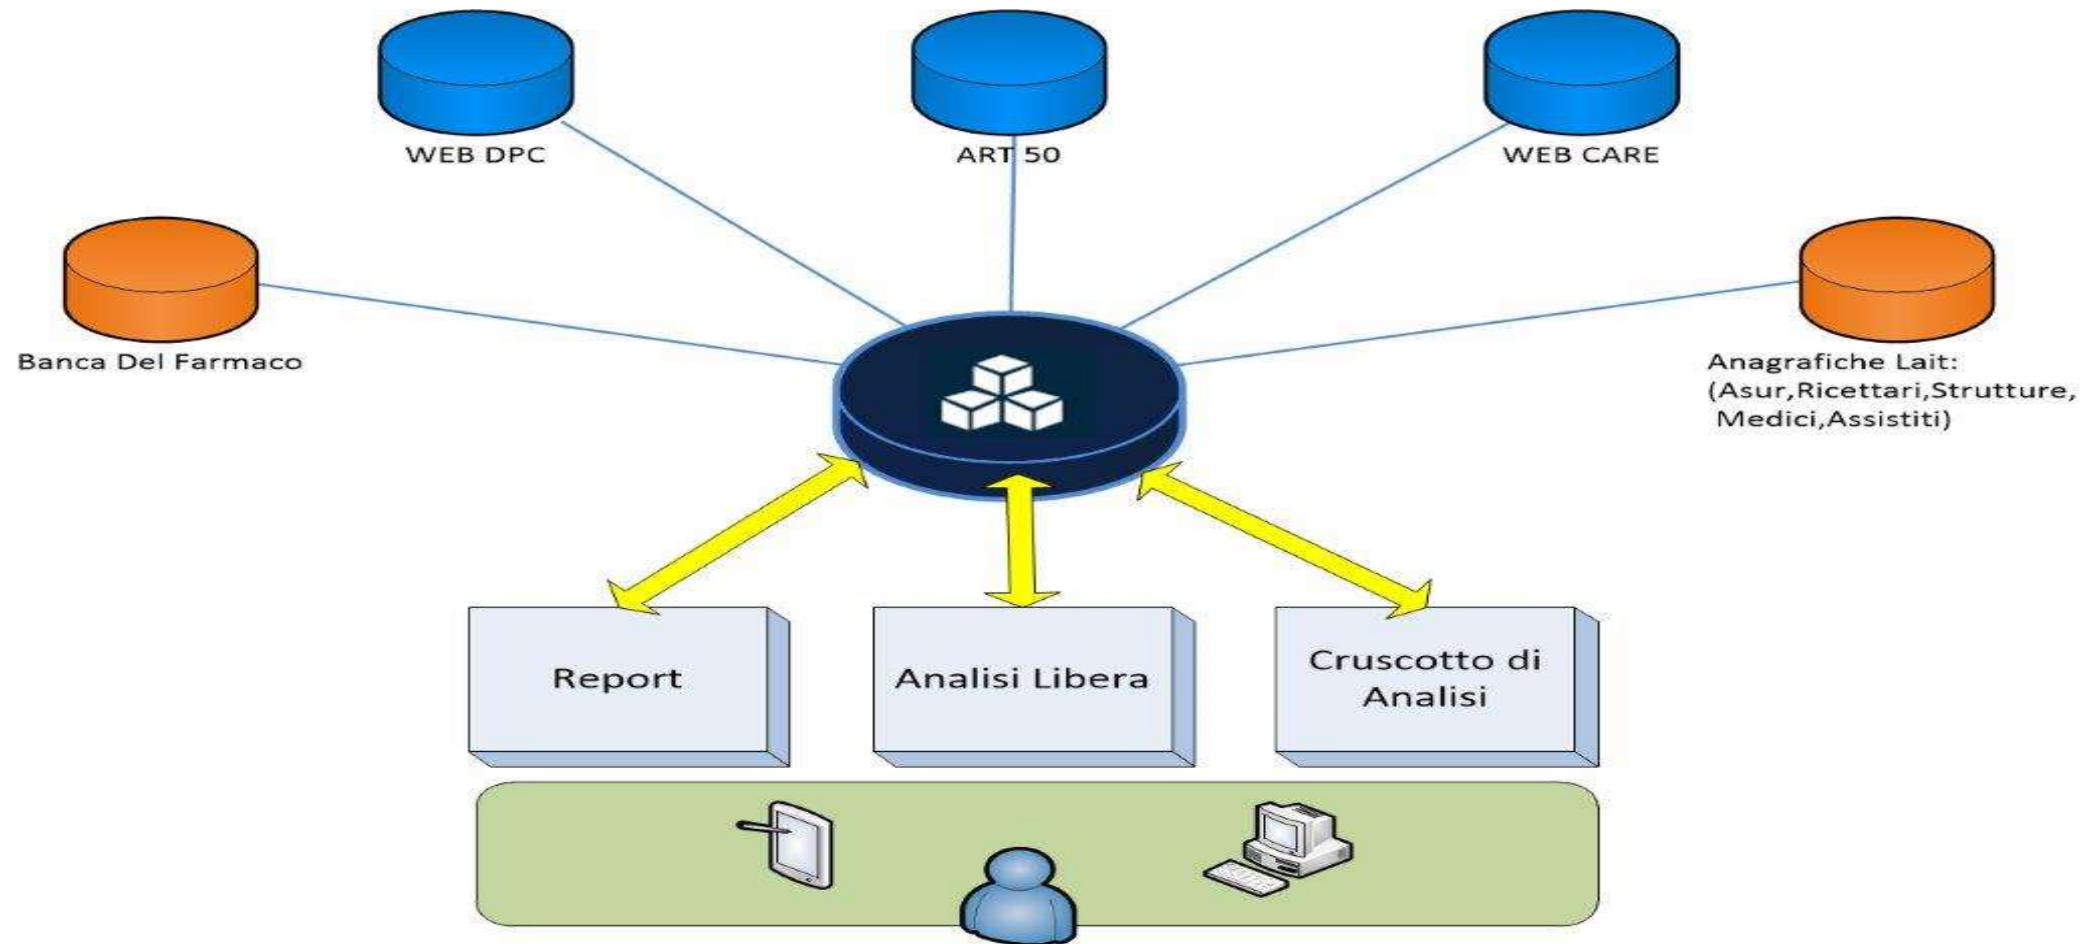 WEB DPC
ART 50
WEB CARE
Banca Del Farmaco
Anagrafiche Lait:
(Asur,Ricettari,Strutture,
Medici,Assistiti)
Report
Analisi Libera
Cruscotto di
Analisi